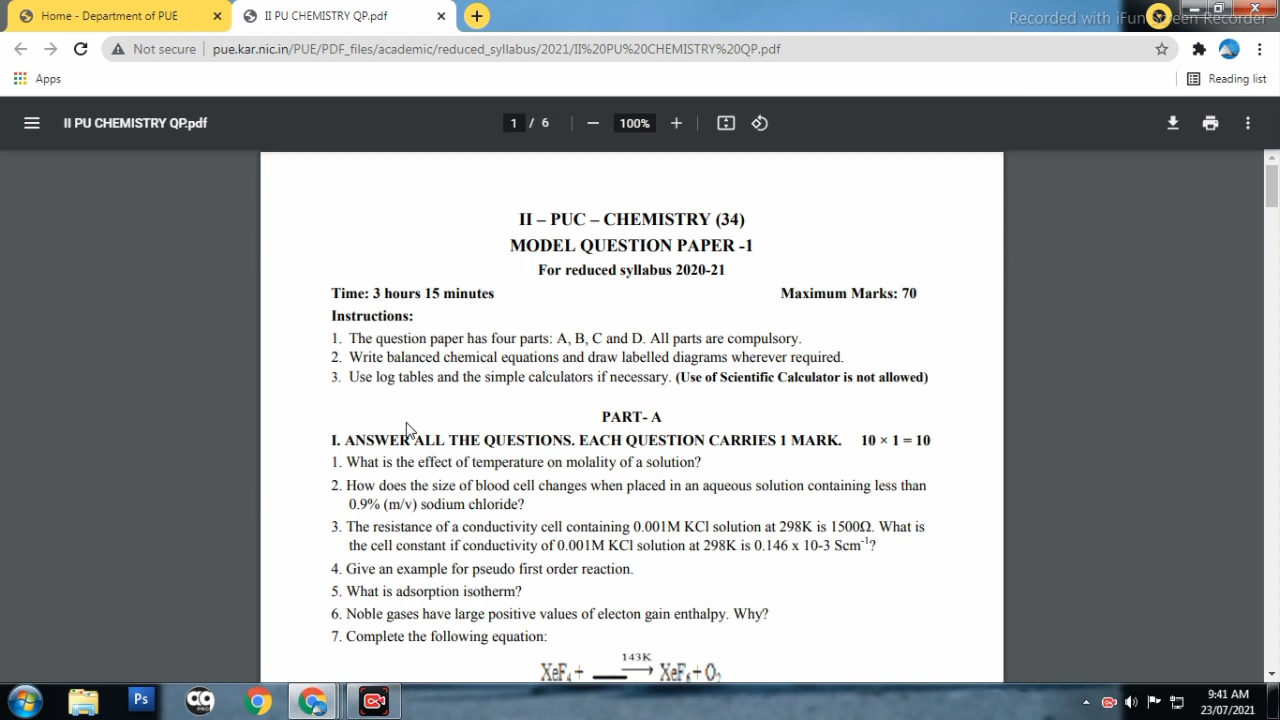 Home - Department of PUE
II PU CHEMISTRY QP.pdf
Recorded with iFun Screen Recorder
Not secure
pue.kar.nic.in/PUE/PDF_files/academic/reduced_syllabus/2021/II%20PU%20CHEMISTRY%20QP.pdf
Apps
Reading list
II PU CHEMISTRY QP.pdf
1 / 6
100%
II – PUC – CHEMISTRY (34)
MODEL QUESTION PAPER -1
For reduced syllabus 2020-21
Time: 3 hours 15 minutes Maximum Marks: 70
Instructions:
1. The question paper has four parts: A, B, C and D. All parts are compulsory.
2. Write balanced chemical equations and draw labelled diagrams wherever required.
3. Use log tables and the simple calculators if necessary. (Use of Scientific Calculator is not allowed)
PART- A
I. ANSWER ALL THE QUESTIONS. EACH QUESTION CARRIES 1 MARK. 10 × 1 = 10
1. What is the effect of temperature on molality of a solution?
2. How does the size of blood cell changes when placed in an aqueous solution containing less than
0.9% (m/v) sodium chloride?
3. The resistance of a conductivity cell containing 0.001M KCl solution at 298K is 1500Ω. What is
the cell constant if conductivity of 0.001M KCl solution at 298K is 0.146 x 10-3 Scm⁻¹?
4. Give an example for pseudo first order reaction.
5. What is adsorption isotherm?
6. Noble gases have large positive values of electon gain enthalpy. Why?
7. Complete the following equation:
143K
XeF₄ + ___ → XeF₆ + O₂
Ps
PRO
9:41 AM
23/07/2021